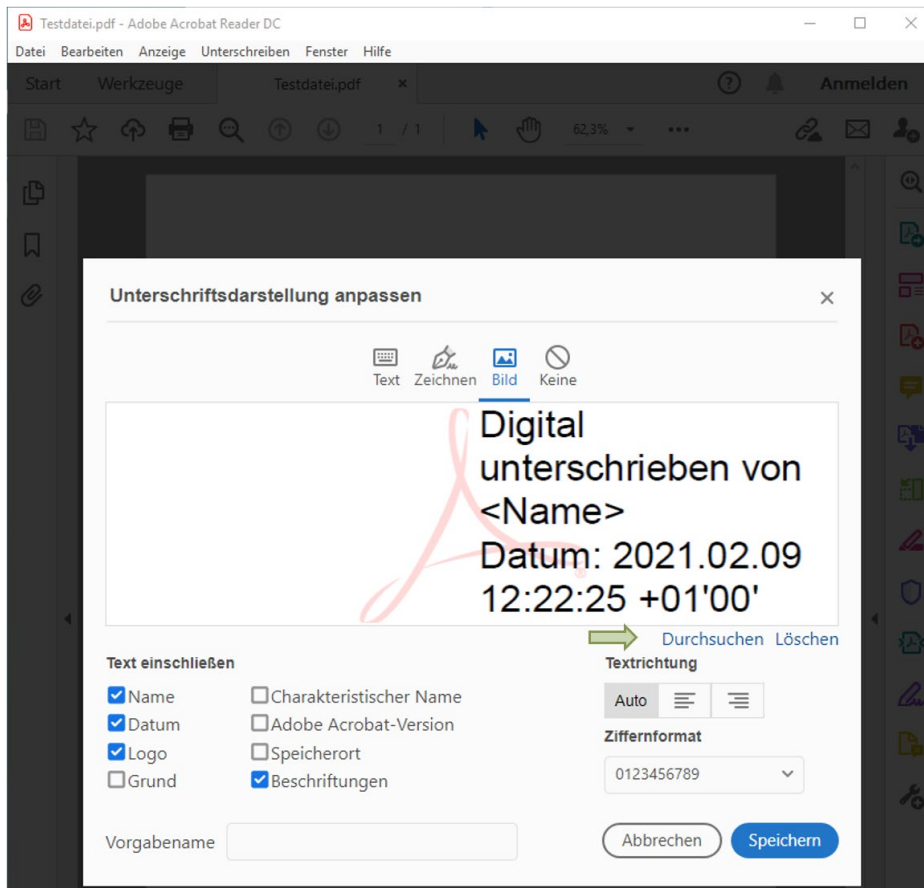 Testdatei.pdf - Adobe Acrobat Reader DC
Datei Bearbeiten Anzeige Unterschreiben Fenster Hilfe
Start Werkzeuge Testdatei.pdf × Anmelden
1 / 1 62,3%
Unterschriftsdarstellung anpassen
Text Zeichnen Bild Keine
Digital
unterschrieben von
<Name>
Datum: 2021.02.09
12:22:25 +01'00'
Durchsuchen Löschen
Text einschließen
Textrichtung
Name Charakteristischer Name
Auto
Datum Adobe Acrobat-Version
Ziffernformat
Logo Speicherort
0123456789
Grund Beschriftungen
Vorgabename
Abbrechen Speichern